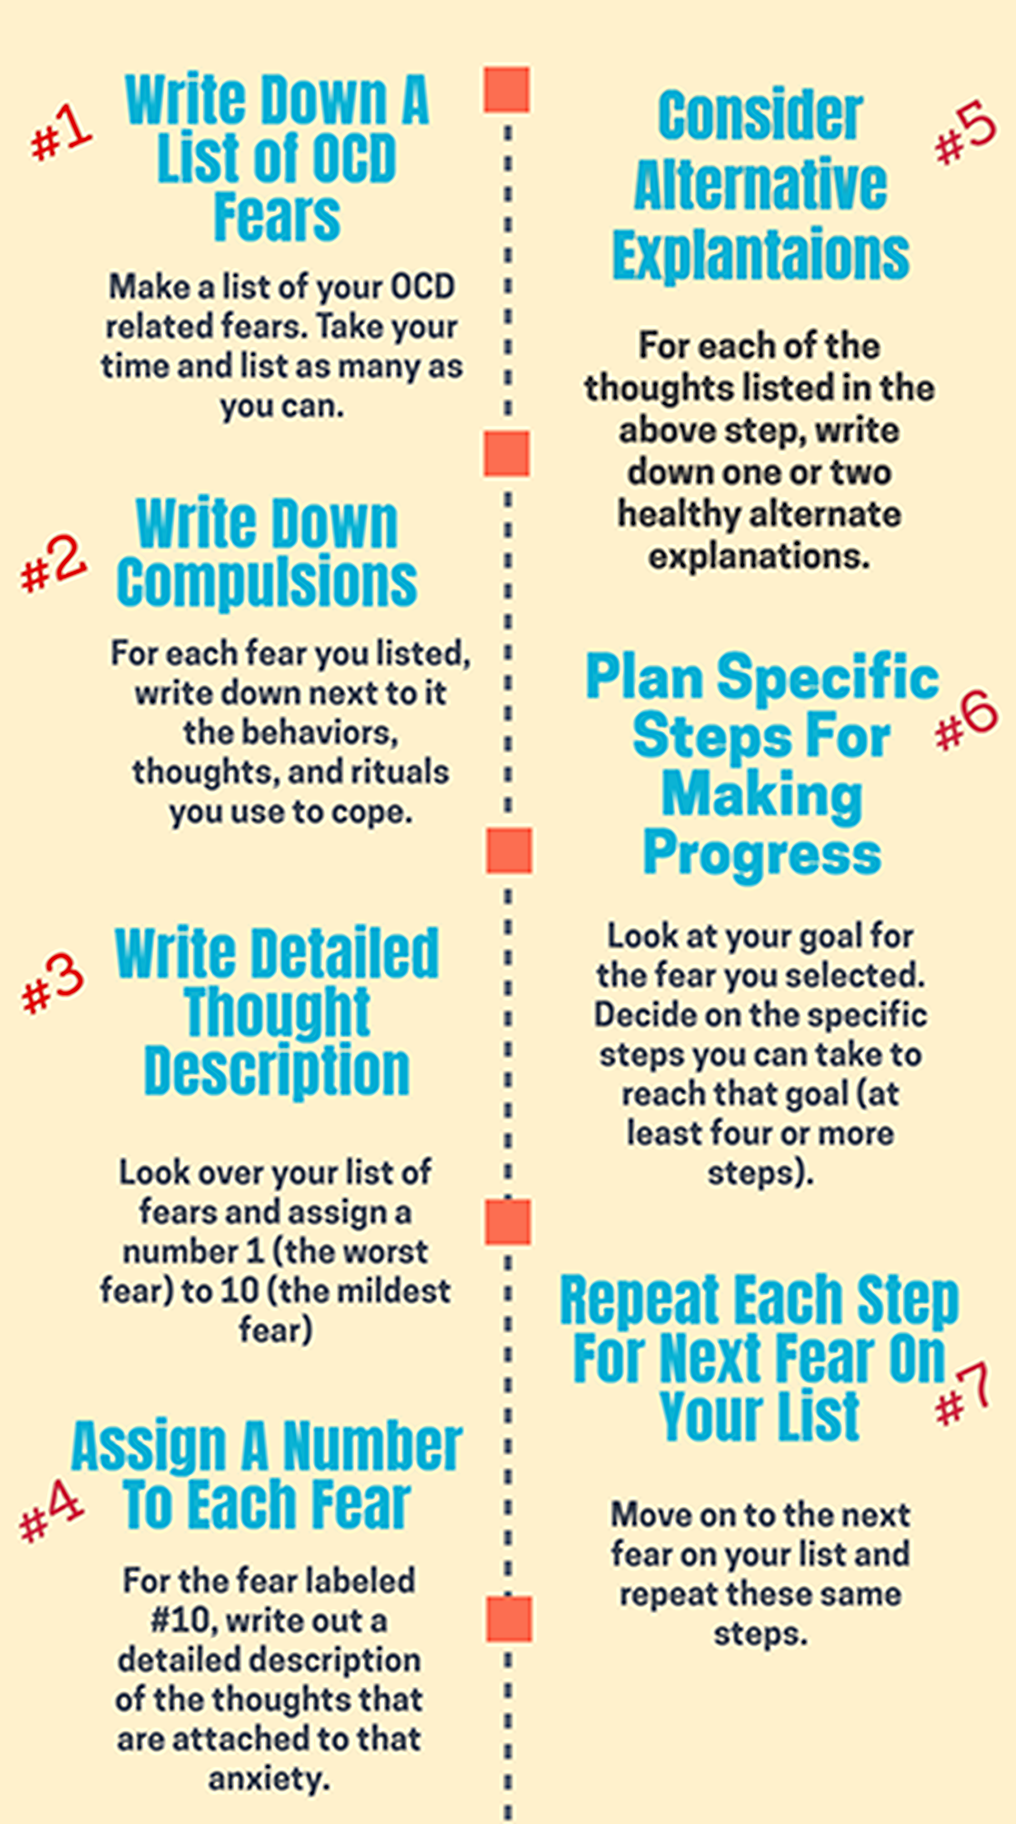 #1
Write Down A
List of OCD
Fears
Make a list of your OCD
related fears. Take your
time and list as many as
you can.
#2
Write Down
Compulsions
For each fear you listed,
write down next to it
the behaviors,
thoughts, and rituals
you use to cope.
#3
Write Detailed
Thought
Description
Look over your list of
fears and assign a
number 1 (the worst
fear) to 10 (the mildest
fear)
#4
Assign A Number
To Each Fear
For the fear labeled
#10, write out a
detailed description
of the thoughts that
are attached to that
anxiety.
#5
Consider
Alternative
Explantaions
For each of the
thoughts listed in the
above step, write
down one or two
healthy alternate
explanations.
#6
Plan Specific
Steps For
Making
Progress
Look at your goal for
the fear you selected.
Decide on the specific
steps you can take to
reach that goal (at
least four or more
steps).
#7
Repeat Each Step
For Next Fear On
Your List
Move on to the next
fear on your list and
repeat these same
steps.